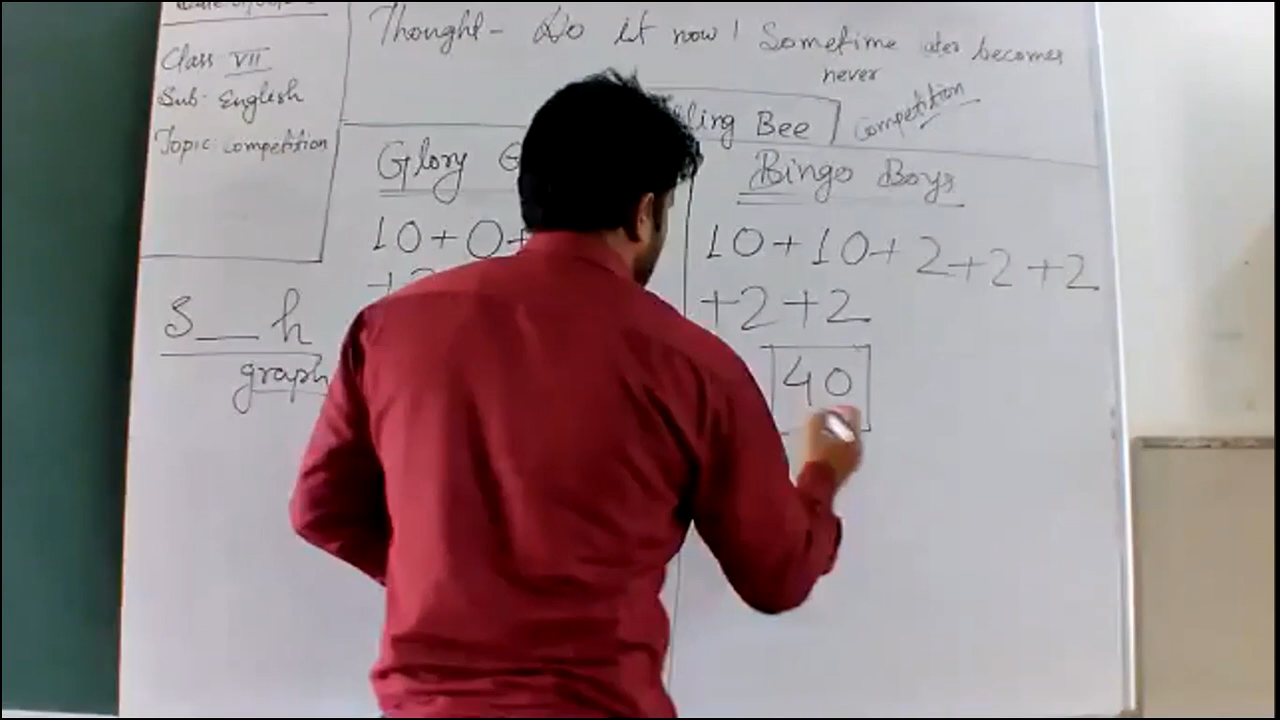 Class VII
Sub- English
Topic: competition
Thought - Do it now! Sometime
becomes
never
Bee
Competition
Glory
Bingo Boys
10+0+
10+10+2+2+2
+2+2
40
S__h
graph